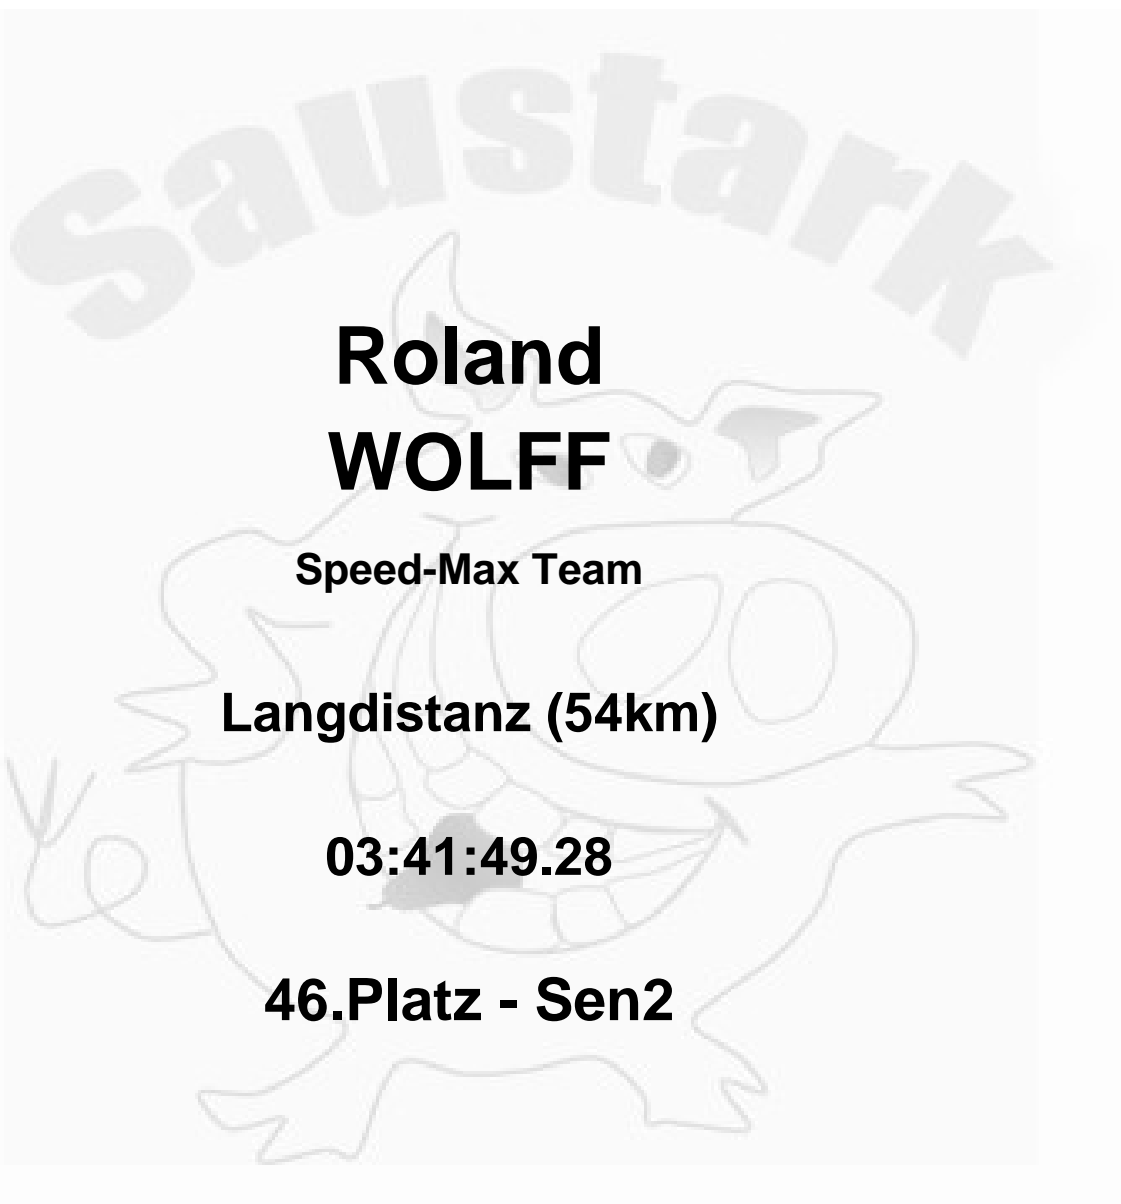 Saustark
Roland
WOLFF
Speed-Max Team
Langdistanz (54km)
03:41:49.28
46.Platz - Sen2